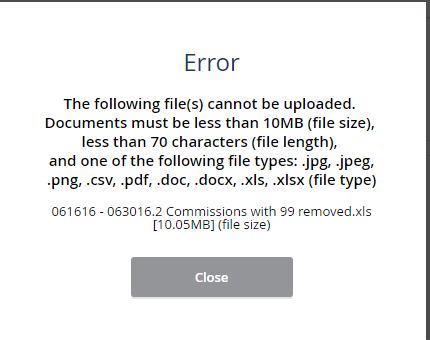 Error
The following file(s) cannot be uploaded.
Documents must be less than 10MB (file size),
less than 70 characters (file length),
and one of the following file types: .jpg, .jpeg,
.png, .csv, .pdf, .doc, .docx, .xls, .xlsx (file type)
061616 - 063016.2 Commissions with 99 removed.xls
[10.05MB] (file size)
Close